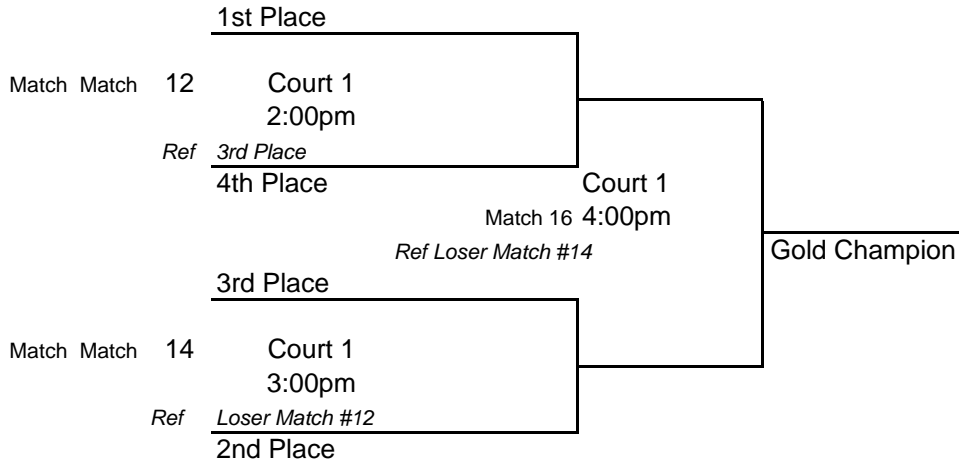 1st Place
Match Match 12 Court 1
2:00pm
Ref 3rd Place
4th Place
Court 1
Match 16 4:00pm
Ref Loser Match #14
Gold Champion
3rd Place
Match Match 14 Court 1
3:00pm
Ref Loser Match #12
2nd Place